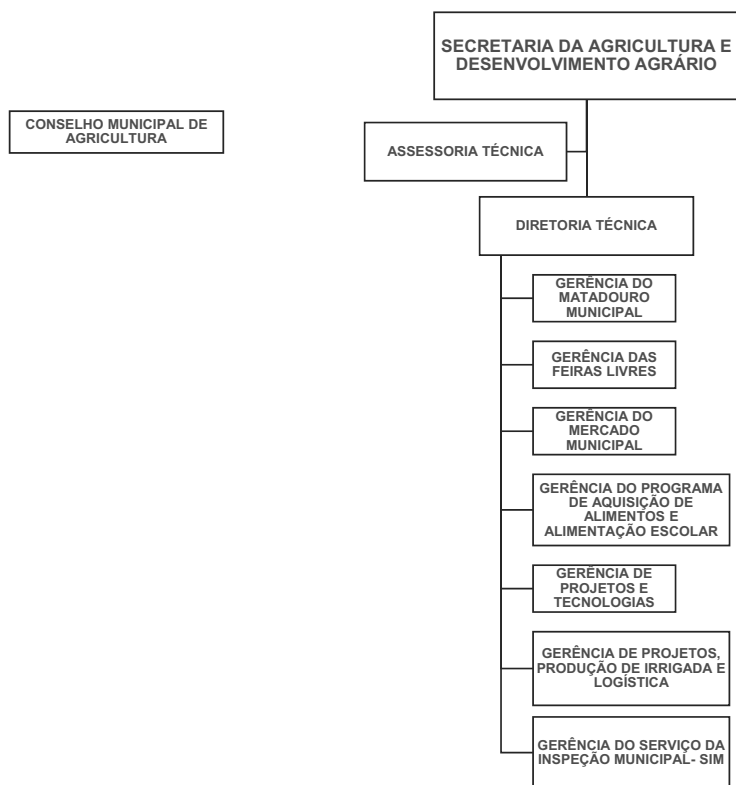 SECRETARIA DA AGRICULTURA E
DESENVOLVIMENTO AGRÁRIO
CONSELHO MUNICIPAL DE
AGRICULTURA
ASSESSORIA TÉCNICA
DIRETORIA TÉCNICA
GERÊNCIA DO
MATADOURO
MUNICIPAL
GERÊNCIA DAS
FEIRAS LIVRES
GERÊNCIA DO
MERCADO
MUNICIPAL
GERÊNCIA DO PROGRAMA
DE AQUISIÇÃO DE
ALIMENTOS E
ALIMENTAÇÃO ESCOLAR
GERÊNCIA DE
PROJETOS E
TECNOLOGIAS
GERÊNCIA DE PROJETOS,
PRODUÇÃO DE IRRIGADA E
LOGÍSTICA
GERÊNCIA DO SERVIÇO DA
INSPEÇÃO MUNICIPAL- SIM